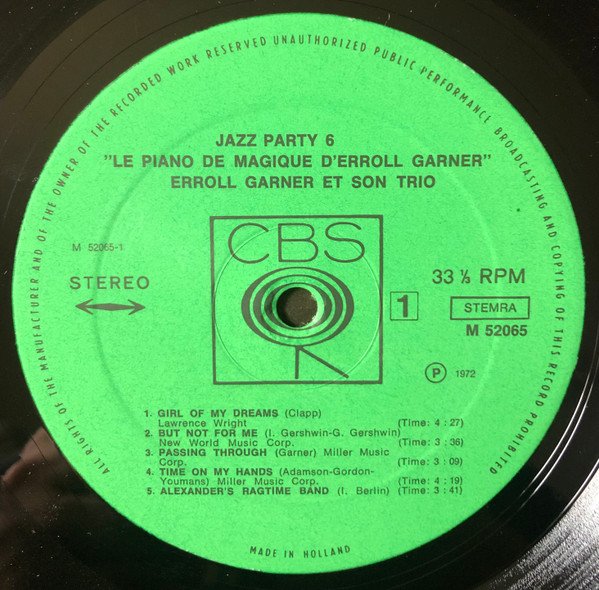 ALL RIGHTS OF THE MANUFACTURER AND OF THE OWNER OF THE RECORDED WORK RESERVED UNAUTHORIZED PUBLIC PERFORMANCE BROADCASTING AND COPYING OF THIS RECORD PROHIBITED
JAZZ PARTY 6
"LE PIANO DE MAGIQUE D'ERROLL GARNER"
ERROLL GARNER ET SON TRIO
CBS
M 52065-1
STEREO
33 ⅓ RPM
1
STEMRA
M 52065
℗ 1972
1. GIRL OF MY DREAMS (Clapp)
Lawrence Wright (Time: 4 : 27)
2. BUT NOT FOR ME (I. Gershwin-G. Gershwin)
New World Music Corp. (Time: 3 : 36)
3. PASSING THROUGH (Garner) Miller Music
Corp. (Time: 3 : 09)
4. TIME ON MY HANDS (Adamson-Gordon-
Youmans) Miller Music Corp. (Time: 4 : 19)
5. ALEXANDER'S RAGTIME BAND (I. Berlin) (Time: 3 : 41)
MADE IN HOLLAND